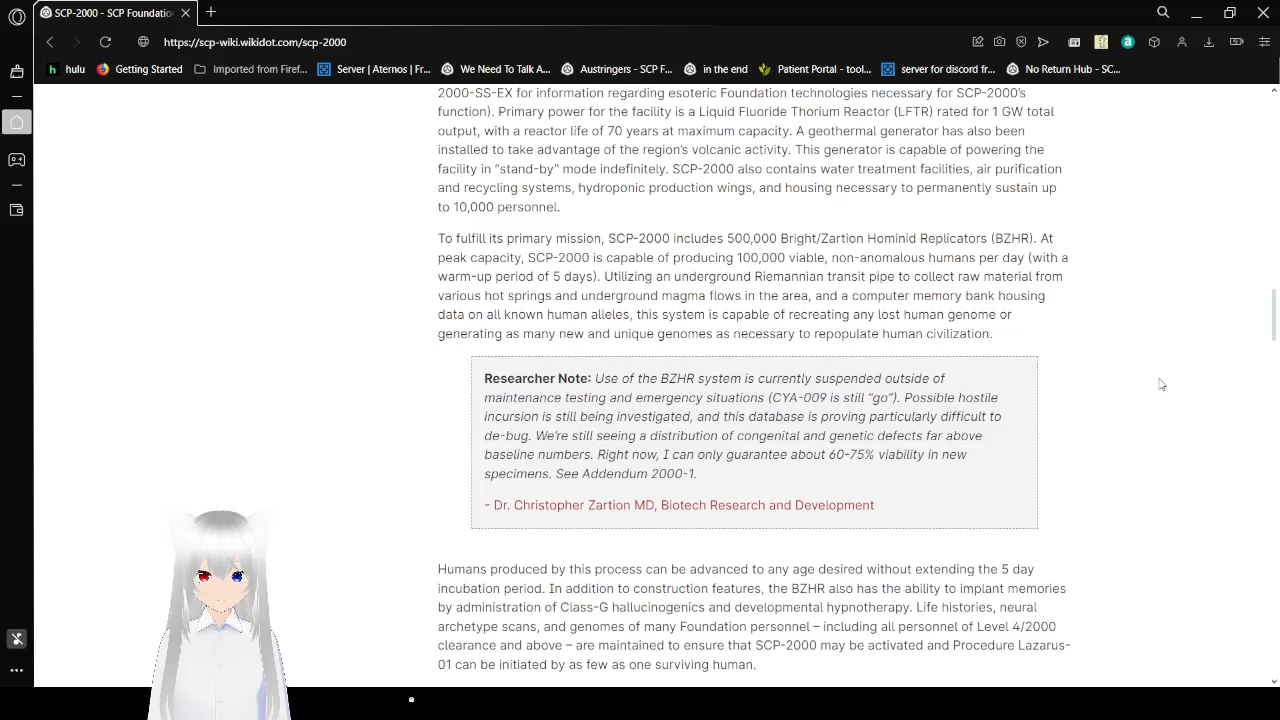 SCP-2000 - SCP Foundatio
https://scp-wiki.wikidot.com/scp-2000
hulu
Getting Started
Imported from Firef...
Server | Aternos | Fr...
We Need To Talk A...
Austringers - SCP F...
in the end
Patient Portal - tool...
server for discord fr...
No Return Hub - SC...
2000-SS-EX for information regarding esoteric Foundation technologies necessary for SCP-2000's
function). Primary power for the facility is a Liquid Fluoride Thorium Reactor (LFTR) rated for 1 GW total
output, with a reactor life of 70 years at maximum capacity. A geothermal generator has also been
installed to take advantage of the region's volcanic activity. This generator is capable of powering the
facility in “stand-by” mode indefinitely. SCP-2000 also contains water treatment facilities, air purification
and recycling systems, hydroponic production wings, and housing necessary to permanently sustain up
to 10,000 personnel.
To fulfill its primary mission, SCP-2000 includes 500,000 Bright/Zartion Hominid Replicators (BZHR). At
peak capacity, SCP-2000 is capable of producing 100,000 viable, non-anomalous humans per day (with a
warm-up period of 5 days). Utilizing an underground Riemannian transit pipe to collect raw material from
various hot springs and underground magma flows in the area, and a computer memory bank housing
data on all known human alleles, this system is capable of recreating any lost human genome or
generating as many new and unique genomes as necessary to repopulate human civilization.
Researcher Note: Use of the BZHR system is currently suspended outside of
maintenance testing and emergency situations (CYA-009 is still “go”). Possible hostile
incursion is still being investigated, and this database is proving particularly difficult to
de-bug. We're still seeing a distribution of congenital and genetic defects far above
baseline numbers. Right now, I can only guarantee about 60-75% viability in new
specimens. See Addendum 2000-1.
- Dr. Christopher Zartion MD, Biotech Research and Development
Humans produced by this process can be advanced to any age desired without extending the 5 day
incubation period. In addition to construction features, the BZHR also has the ability to implant memories
by administration of Class-G hallucinogenics and developmental hypnotherapy. Life histories, neural
archetype scans, and genomes of many Foundation personnel – including all personnel of Level 4/2000
clearance and above – are maintained to ensure that SCP-2000 may be activated and Procedure Lazarus-
01 can be initiated by as few as one surviving human.